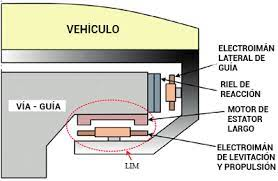 VEHÍCULO
ELECTROIMÁN
LATERAL DE
GUÍA
RIEL DE
REACCIÓN
VÍA - GUÍA
MOTOR DE
ESTATOR
LARGO
ELECTROIMÁN
DE LEVITACIÓN
Y PROPULSIÓN
LIM